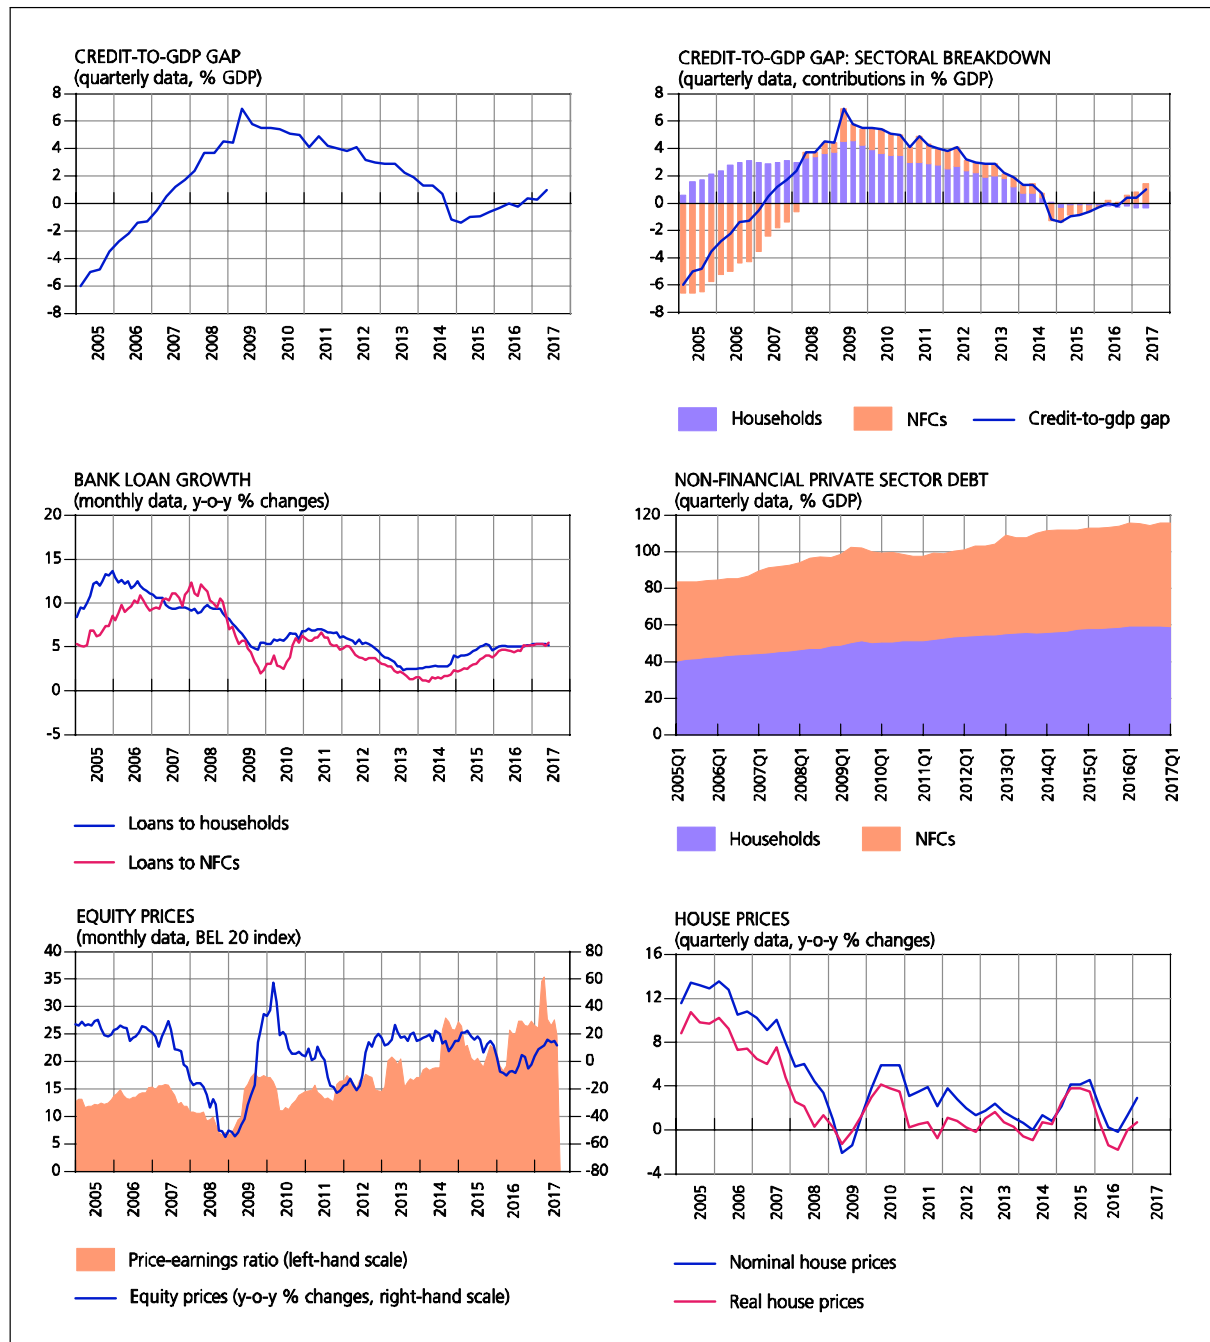 CREDIT-TO-GDP GAP
(quarterly data, % GDP)
8
6
4
2
0
-2
-4
-6
-8
2005 2006 2007 2008 2009 2010 2011 2012 2013 2014 2015 2016 2017
CREDIT-TO-GDP GAP: SECTORAL BREAKDOWN
(quarterly data, contributions in % GDP)
8
6
4
2
0
-2
-4
-6
-8
2005 2006 2007 2008 2009 2010 2011 2012 2013 2014 2015 2016 2017
Households NFCs Credit-to-gdp gap
BANK LOAN GROWTH
(monthly data, y-o-y % changes)
20
15
10
5
0
-5
2005 2006 2007 2008 2009 2010 2011 2012 2013 2014 2015 2016 2017
Loans to households
Loans to NFCs
NON-FINANCIAL PRIVATE SECTOR DEBT
(quarterly data, % GDP)
120
100
80
60
40
20
0
2005Q1 2006Q1 2007Q1 2008Q1 2009Q1 2010Q1 2011Q1 2012Q1 2013Q1 2014Q1 2015Q1 2016Q1 2017Q1
Households NFCs
EQUITY PRICES
(monthly data, BEL 20 index)
40 80
35 60
30 40
25 20
20 0
15 -20
10 -40
5 -60
0 -80
2005 2006 2007 2008 2009 2010 2011 2012 2013 2014 2015 2016 2017
Price-earnings ratio (left-hand scale)
Equity prices (y-o-y % changes, right-hand scale)
HOUSE PRICES
(quarterly data, y-o-y % changes)
16
12
8
4
0
-4
2005 2006 2007 2008 2009 2010 2011 2012 2013 2014 2015 2016 2017
Nominal house prices
Real house prices